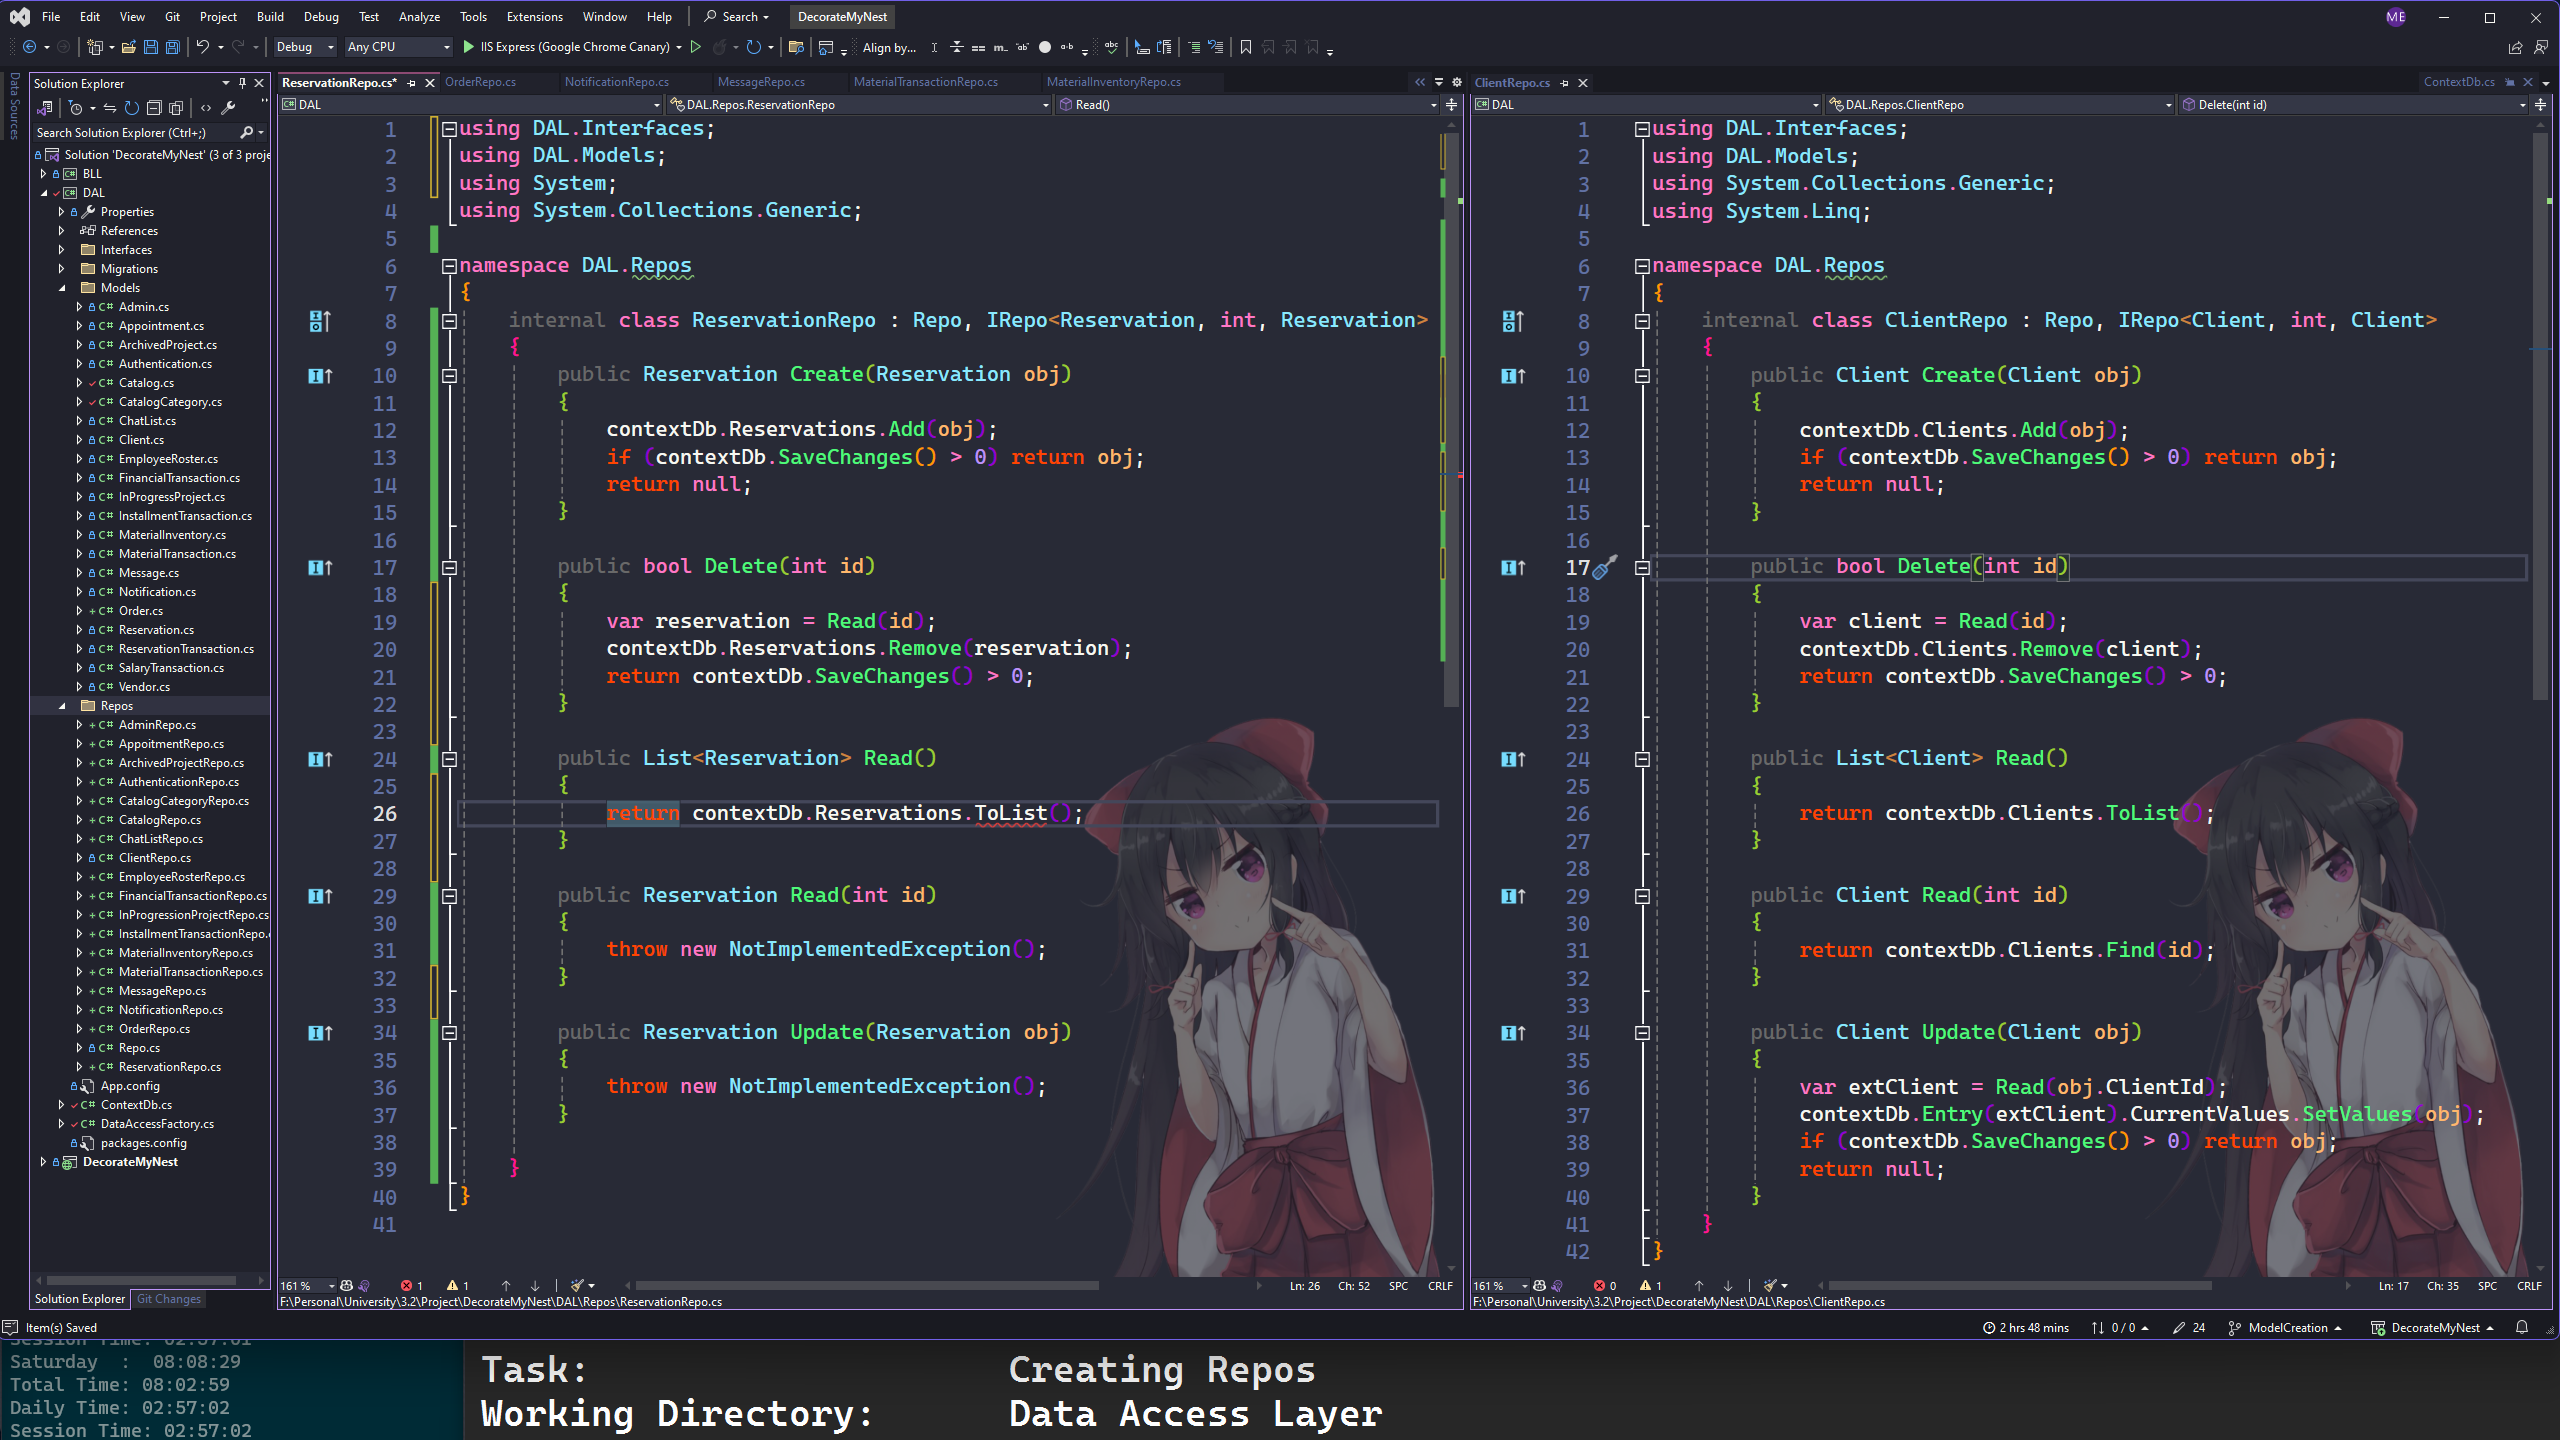 File Edit View Git Project Build Debug Test Analyze Tools Extensions Window Help Search DecorateMyNest ME
Debug Any CPU IIS Express (Google Chrome Canary) Align by...
Data Sources
Solution Explorer
Search Solution Explorer (Ctrl+;)
Solution 'DecorateMyNest' (3 of 3 proje
BLL
DAL
Properties
References
Interfaces
Migrations
Models
Admin.cs
Appointment.cs
ArchivedProject.cs
Authentication.cs
Catalog.cs
CatalogCategory.cs
ChatList.cs
Client.cs
EmployeeRoster.cs
FinancialTransaction.cs
InProgressProject.cs
InstallmentTransaction.cs
MaterialInventory.cs
MaterialTransaction.cs
Message.cs
Notification.cs
Order.cs
Reservation.cs
ReservationTransaction.cs
SalaryTransaction.cs
Vendor.cs
Repos
AdminRepo.cs
AppoitmentRepo.cs
ArchivedProjectRepo.cs
AuthenticationRepo.cs
CatalogCategoryRepo.cs
CatalogRepo.cs
ChatListRepo.cs
ClientRepo.cs
EmployeeRosterRepo.cs
FinancialTransactionRepo.cs
InProgressionProjectRepo.cs
InstallmentTransactionRepo.
MaterialInventoryRepo.cs
MaterialTransactionRepo.cs
MessageRepo.cs
NotificationRepo.cs
OrderRepo.cs
Repo.cs
ReservationRepo.cs
App.config
ContextDb.cs
DataAccessFactory.cs
packages.config
DecorateMyNest
Solution Explorer Git Changes
ReservationRepo.cs* OrderRepo.cs NotificationRepo.cs MessageRepo.cs MaterialTransactionRepo.cs MaterialInventoryRepo.cs
DAL DAL.Repos.ReservationRepo Read()
1 using DAL.Interfaces;
2 using DAL.Models;
3 using System;
4 using System.Collections.Generic;
5
6 namespace DAL.Repos
7 {
8 internal class ReservationRepo : Repo, IRepo<Reservation, int, Reservation>
9 {
10 public Reservation Create(Reservation obj)
11 {
12 contextDb.Reservations.Add(obj);
13 if (contextDb.SaveChanges() > 0) return obj;
14 return null;
15 }
16
17 public bool Delete(int id)
18 {
19 var reservation = Read(id);
20 contextDb.Reservations.Remove(reservation);
21 return contextDb.SaveChanges() > 0;
22 }
23
24 public List<Reservation> Read()
25 {
26 return contextDb.Reservations.ToList();
27 }
28
29 public Reservation Read(int id)
30 {
31 throw new NotImplementedException();
32 }
33
34 public Reservation Update(Reservation obj)
35 {
36 throw new NotImplementedException();
37 }
38
39 }
40 }
41
161 % 1 1 Ln: 26 Ch: 52 SPC CRLF
F:\Personal\University\3.2\Project\DecorateMyNest\DAL\Repos\ReservationRepo.cs
ClientRepo.cs ContextDb.cs
DAL DAL.Repos.ClientRepo Delete(int id)
1 using DAL.Interfaces;
2 using DAL.Models;
3 using System.Collections.Generic;
4 using System.Linq;
5
6 namespace DAL.Repos
7 {
8 internal class ClientRepo : Repo, IRepo<Client, int, Client>
9 {
10 public Client Create(Client obj)
11 {
12 contextDb.Clients.Add(obj);
13 if (contextDb.SaveChanges() > 0) return obj;
14 return null;
15 }
16
17 public bool Delete(int id)
18 {
19 var client = Read(id);
20 contextDb.Clients.Remove(client);
21 return contextDb.SaveChanges() > 0;
22 }
23
24 public List<Client> Read()
25 {
26 return contextDb.Clients.ToList();
27 }
28
29 public Client Read(int id)
30 {
31 return contextDb.Clients.Find(id);
32 }
33
34 public Client Update(Client obj)
35 {
36 var extClient = Read(obj.ClientId);
37 contextDb.Entry(extClient).CurrentValues.SetValues(obj);
38 if (contextDb.SaveChanges() > 0) return obj;
39 return null;
40 }
41 }
42 }
161 % 0 1 Ln: 17 Ch: 35 SPC CRLF
F:\Personal\University\3.2\Project\DecorateMyNest\DAL\Repos\ClientRepo.cs
Item(s) Saved 2 hrs 48 mins 0 / 0 24 ModelCreation DecorateMyNest
Session Time: 02:57:01
Saturday : 08:08:29
Total Time: 08:02:59
Daily Time: 02:57:02
Session Time: 02:57:02
Task: Creating Repos
Working Directory: Data Access Layer